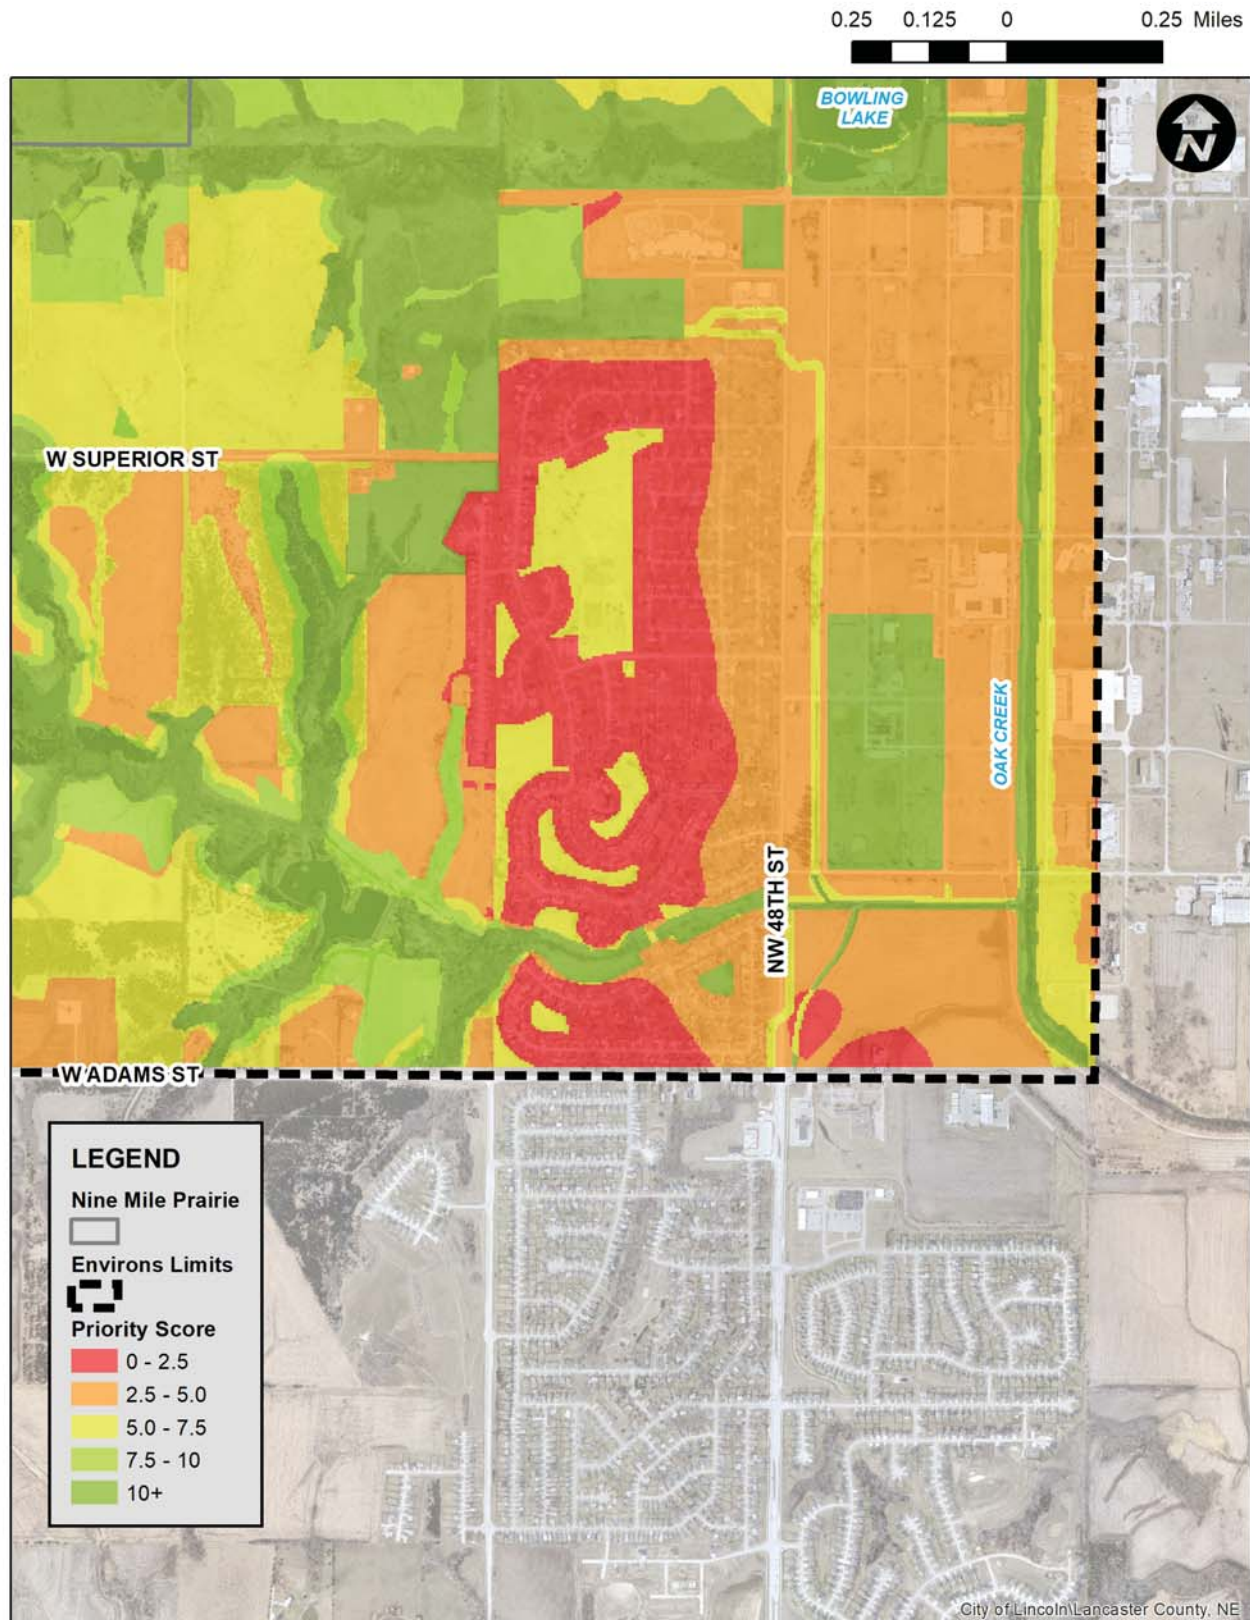 0.25 0.125 0 0.25 Miles
BOWLING
LAKE
N
W SUPERIOR ST
OAK CREEK
NW 48TH ST
W ADAMS ST
LEGEND
Nine Mile Prairie
Environs Limits
Priority Score
0 - 2.5
2.5 - 5.0
5.0 - 7.5
7.5 - 10
10+
City of Lincoln\Lancaster County, NE